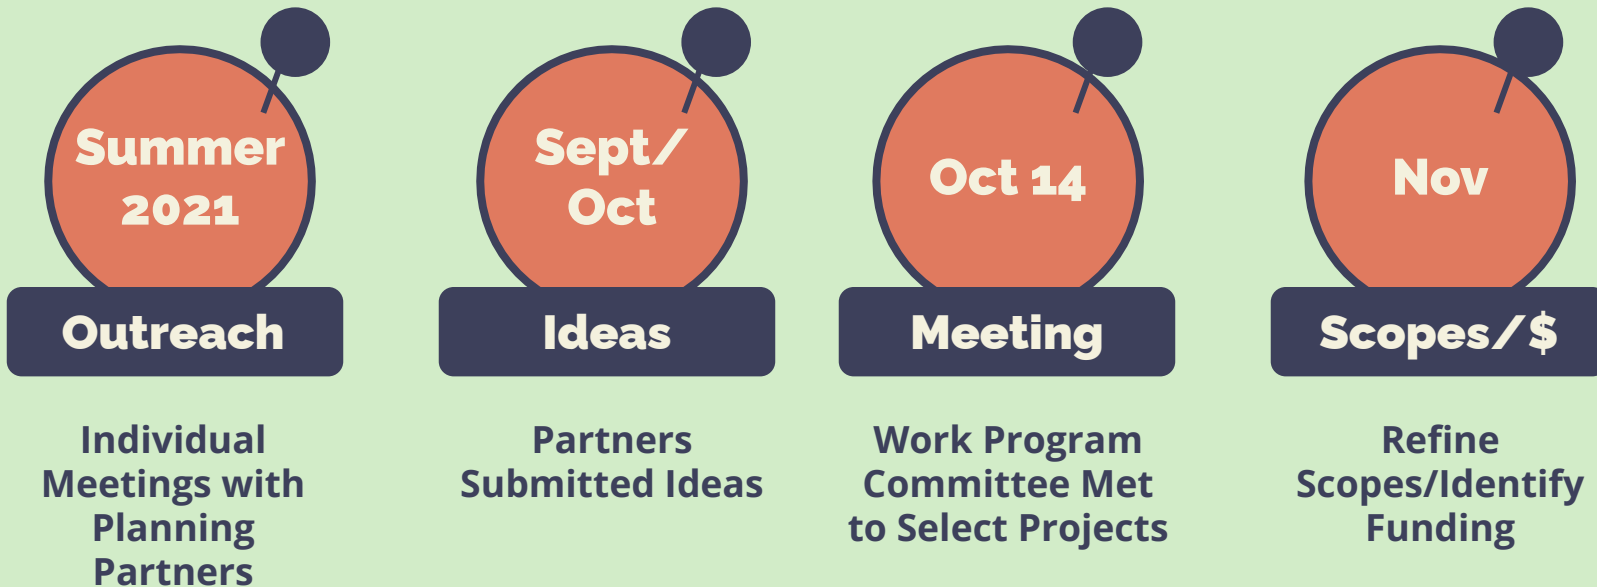 Summer
2021
Outreach
Individual
Meetings with
Planning
Partners
Sept/
Oct
Ideas
Partners
Submitted Ideas
Oct 14
Meeting
Work Program
Committee Met
to Select Projects
Nov
Scopes/$
Refine
Scopes/Identify
Funding